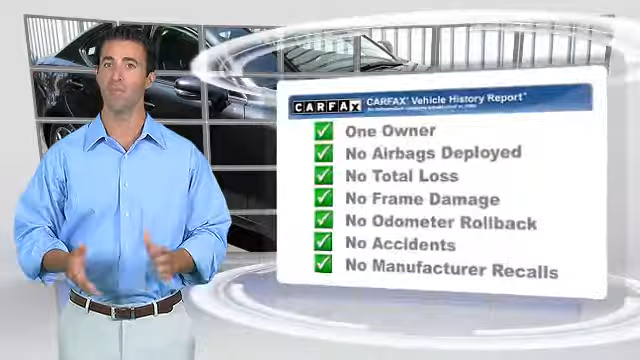 CARFAX CARFAX Vehicle History Report™
One Owner
No Airbags Deployed
No Total Loss
No Frame Damage
No Odometer Rollback
No Accidents
No Manufacturer Recalls